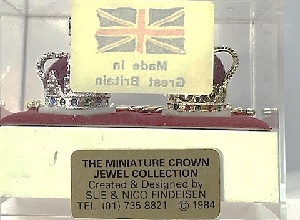 Made in
Great Britain
THE MINIATURE CROWN
JEWEL COLLECTION
Created & Designed by
SUE & NICO FINDEISEN
TEL (01) 735 8821 © 1984